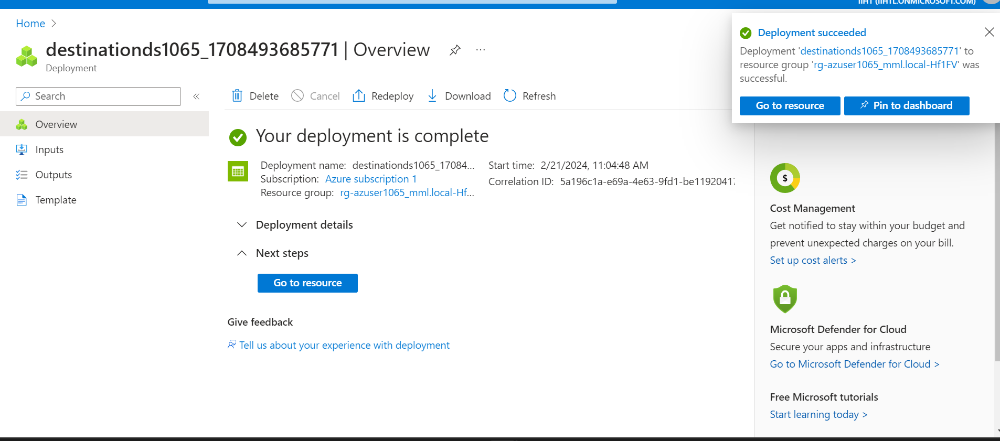 IIHT (IIHTL.ONMICROSOFT.COM)
Home
destinationds1065_1708493685771 | Overview
Deployment
Search
Overview
Inputs
Outputs
Template
Delete
Cancel
Redeploy
Download
Refresh
Your deployment is complete
Deployment name: destinationds1065_17084...
Subscription: Azure subscription 1
Resource group: rg-azuser1065_mml.local-Hf...
Start time: 2/21/2024, 11:04:48 AM
Correlation ID: 5a196c1a-e69a-4e63-9fd1-be11920417
Deployment details
Next steps
Go to resource
Give feedback
Tell us about your experience with deployment
Deployment succeeded
Deployment 'destinationds1065_1708493685771' to
resource group 'rg-azuser1065_mml.local-Hf1FV' was
successful.
Go to resource
Pin to dashboard
$
Cost Management
Get notified to stay within your budget and
prevent unexpected charges on your bill.
Set up cost alerts >
Microsoft Defender for Cloud
Secure your apps and infrastructure
Go to Microsoft Defender for Cloud >
Free Microsoft tutorials
Start learning today >